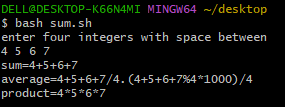 DELL@DESKTOP-K66N4MI MINGW64 ~/desktop
$ bash sum.sh
enter four integers with space between
4 5 6 7
sum=4+5+6+7
average=4+5+6+7/4.(4+5+6+7%4*1000)/4
product=4*5*6*7